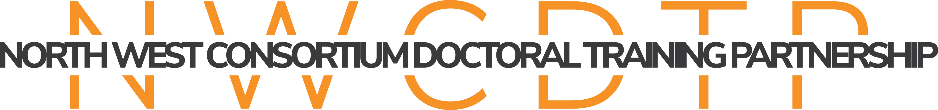 NWCDTP
NORTH WEST CONSORTIUM DOCTORAL TRAINING PARTNERSHIP